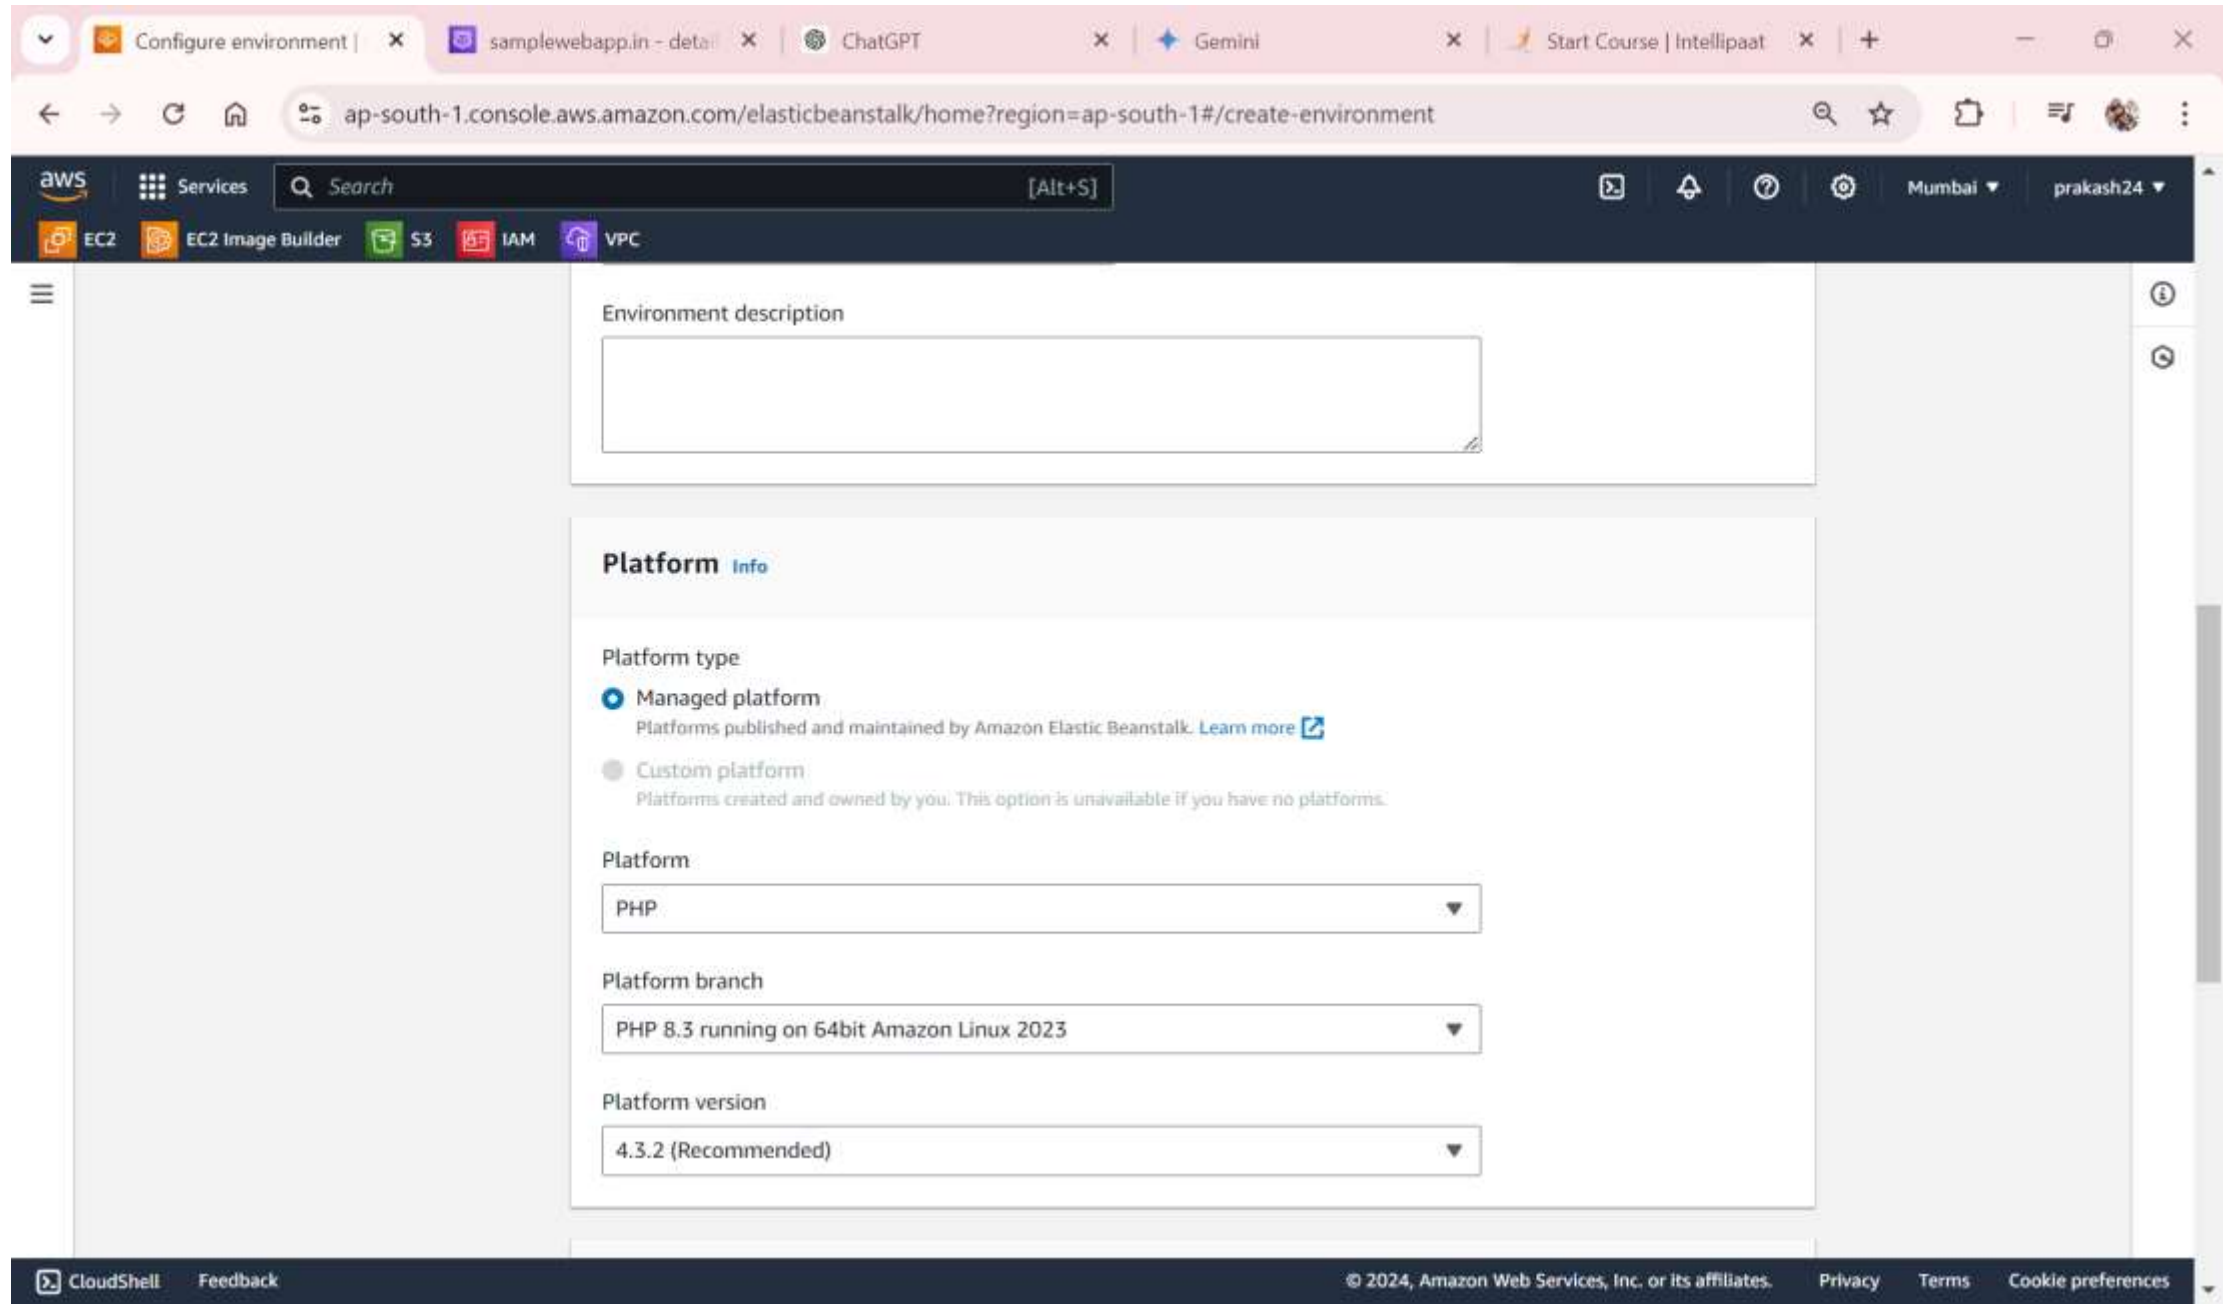 Configure environment |
samplewebapp.in - detail
ChatGPT
Gemini
Start Course | Intellipaat
ap-south-1.console.aws.amazon.com/elasticbeanstalk/home?region=ap-south-1#/create-environment
aws
Services
Search
[Alt+S]
Mumbai
prakash24
EC2
EC2 Image Builder
S3
IAM
VPC
Environment description
Platform Info
Platform type
Managed platform
Platforms published and maintained by Amazon Elastic Beanstalk. Learn more
Custom platform
Platforms created and owned by you. This option is unavailable if you have no platforms.
Platform
PHP
Platform branch
PHP 8.3 running on 64bit Amazon Linux 2023
Platform version
4.3.2 (Recommended)
CloudShell
Feedback
© 2024, Amazon Web Services, Inc. or its affiliates.
Privacy
Terms
Cookie preferences